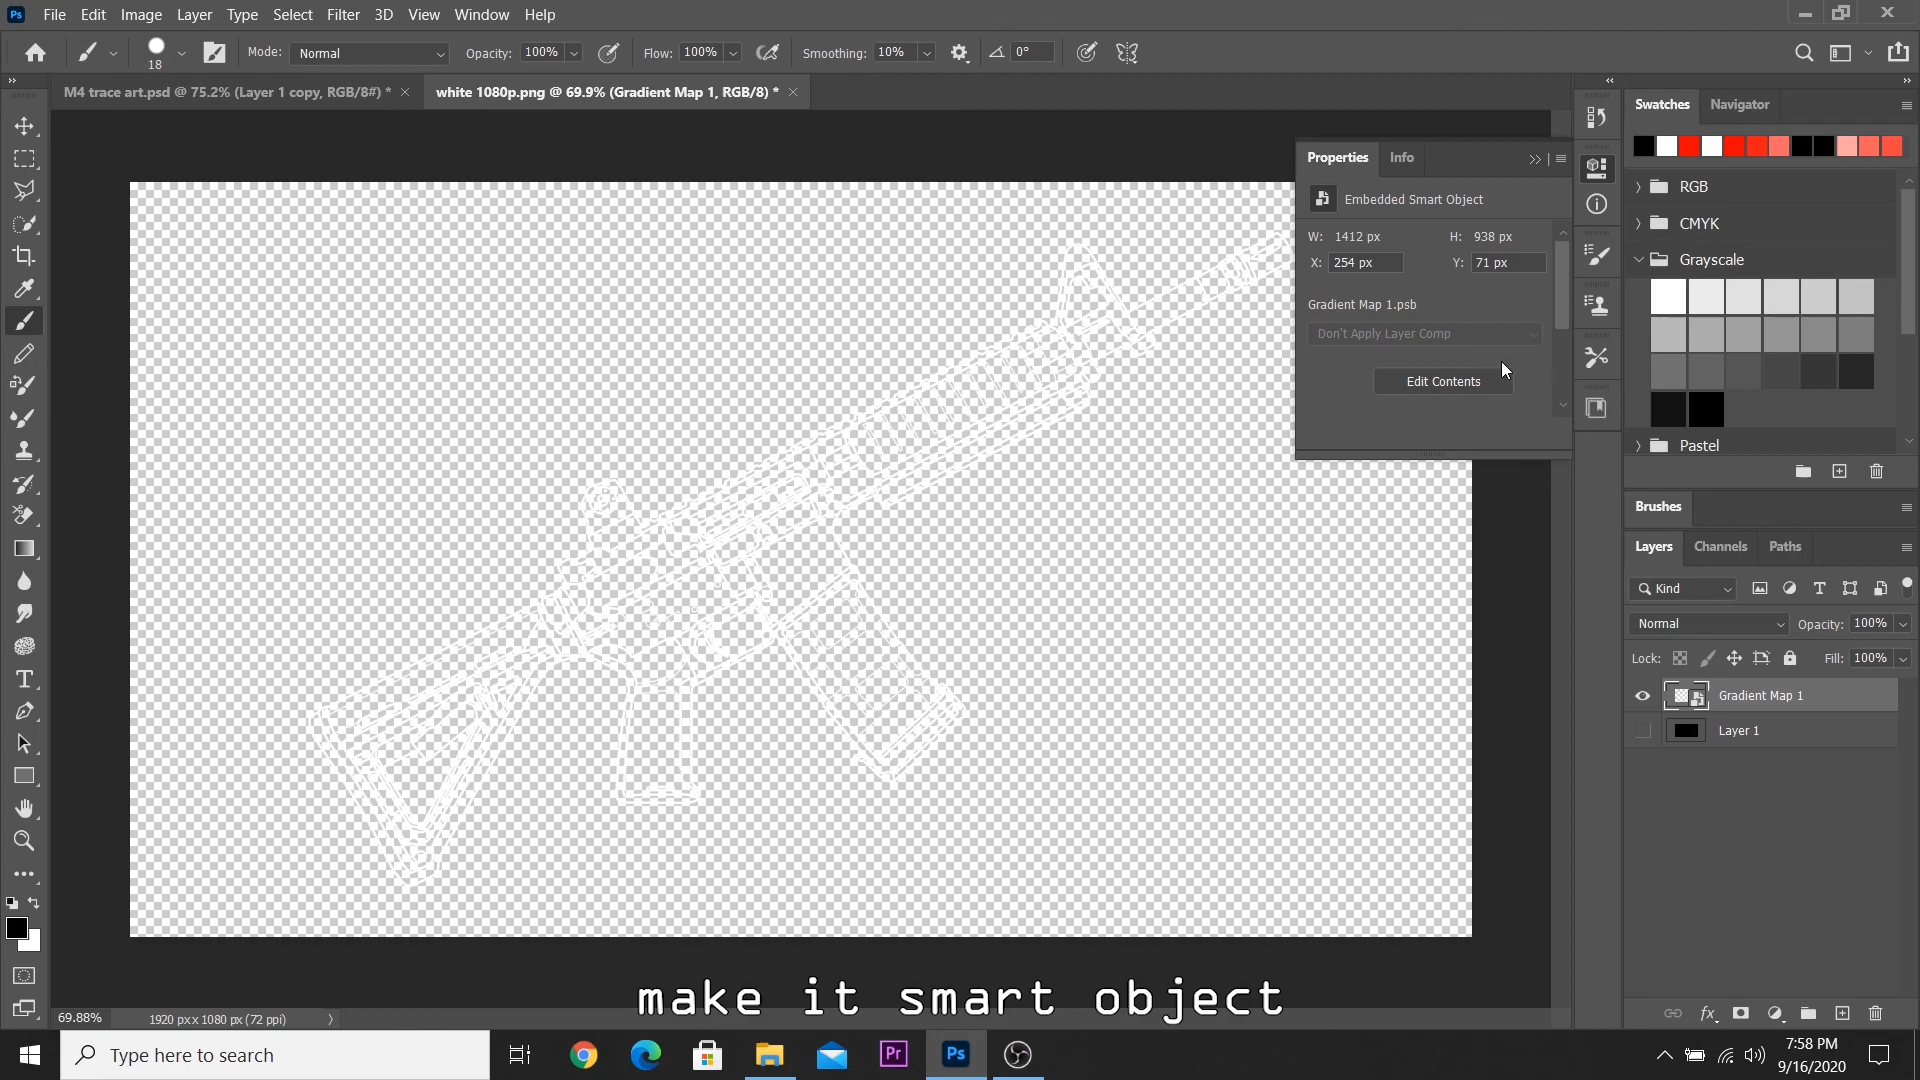 Ps File Edit Image Layer Type Select Filter 3D View Window Help
18 Mode: Normal Opacity: 100% Flow: 100% Smoothing: 10% 0°
M4 trace art.psd @ 75.2% (Layer 1 copy, RGB/8#) * × white 1080p.png @ 69.9% (Gradient Map 1, RGB/8) * ×
Swatches Navigator
RGB
CMYK
Grayscale
Pastel
Properties Info
Embedded Smart Object
W: 1412 px H: 938 px
X: 254 px Y: 71 px
Gradient Map 1.psb
Don't Apply Layer Comp
Edit Contents
Brushes
Layers Channels Paths
Kind
Normal Opacity: 100%
Lock: Fill: 100%
Gradient Map 1
Layer 1
make it smart object
69.88% 1920 px x 1080 px (72 ppi)
Type here to search Pr Ps
7:58 PM
9/16/2020